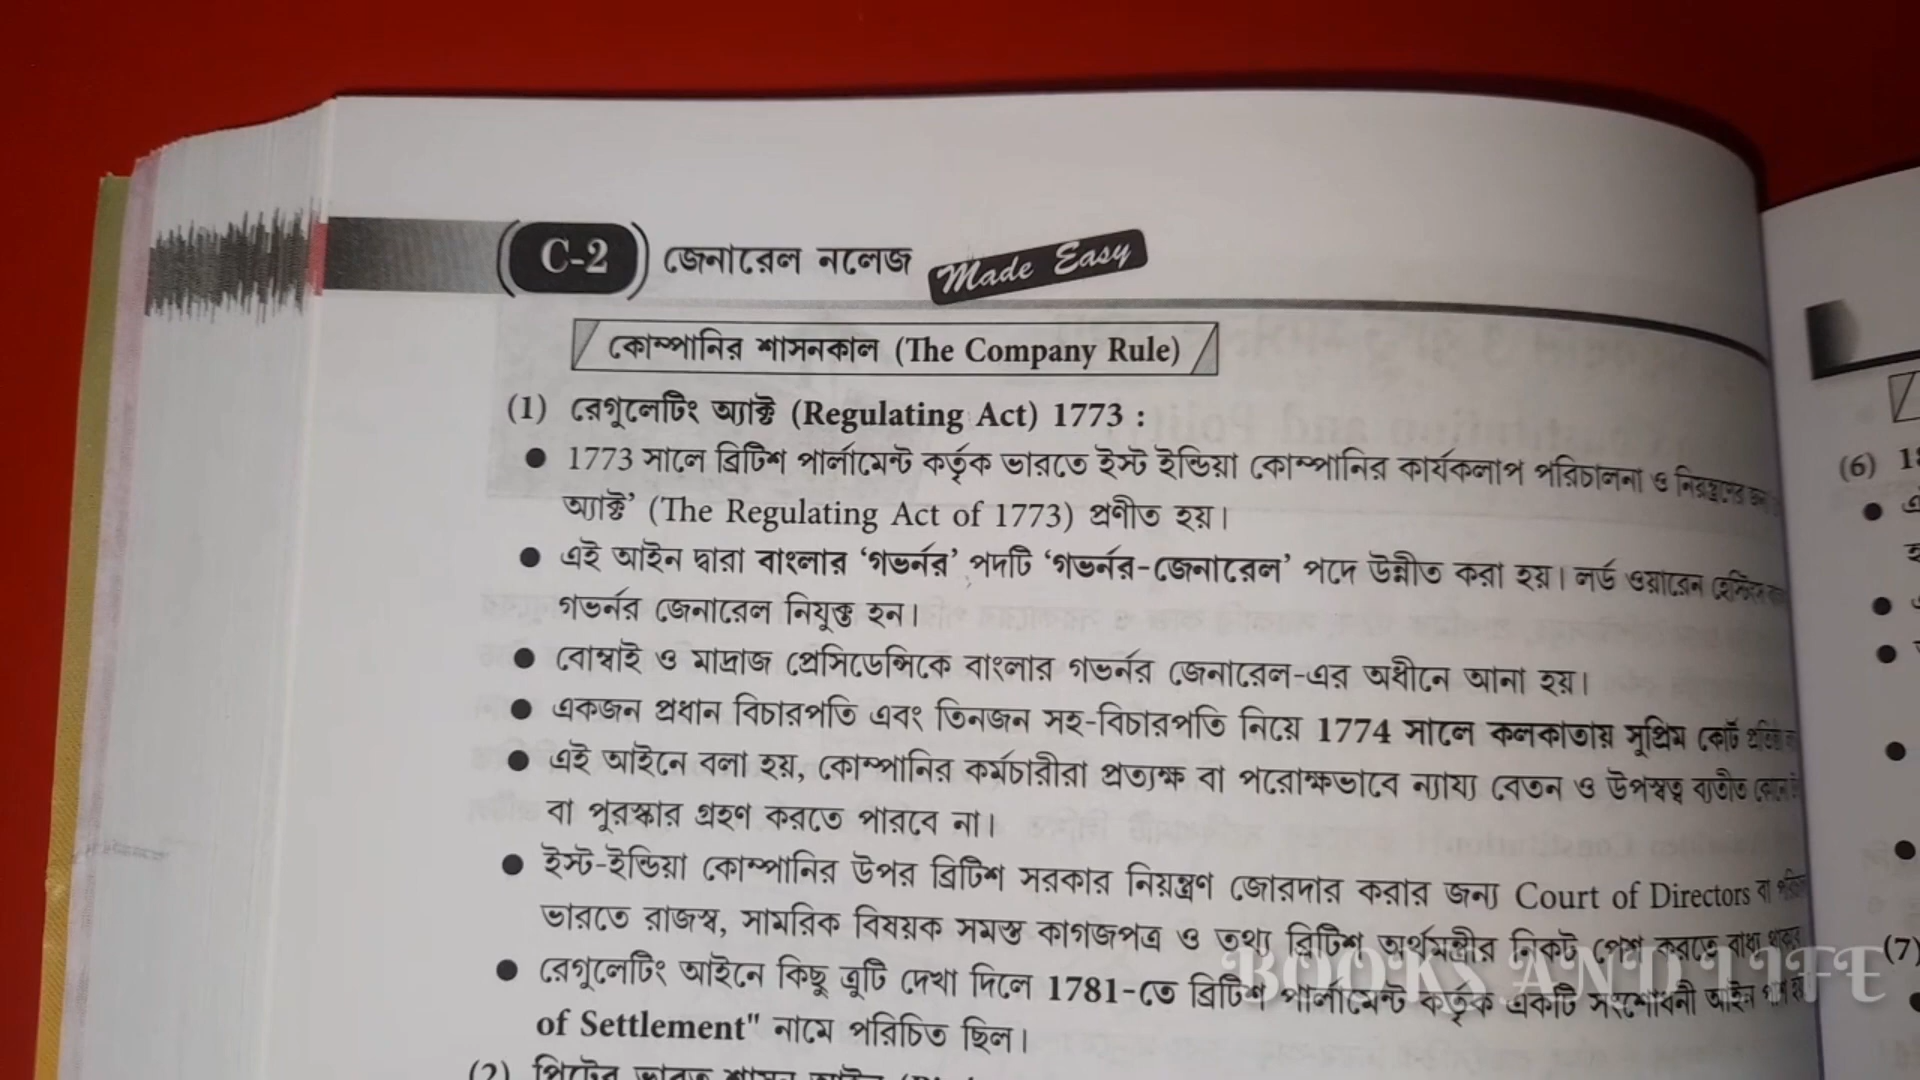 C-2 জেনারেল নলেজ Made Easy
কোম্পানির শাসনকাল (The Company Rule)
(1) রেগুলেটিং অ্যাক্ট (Regulating Act) 1773 :
● 1773 সালে ব্রিটিশ পার্লামেন্ট কর্তৃক ভারতে ইস্ট ইন্ডিয়া কোম্পানির কার্যকলাপ পরিচালনা ও নিয়ন্ত্রণের জন্য
অ্যাক্ট’ (The Regulating Act of 1773) প্রণীত হয়।
● এই আইন দ্বারা বাংলার ‘গভর্নর’ পদটি ‘গভর্নর-জেনারেল’ পদে উন্নীত করা হয়। লর্ড ওয়ারেন হেস্টিংস
গভর্নর জেনারেল নিযুক্ত হন।
● বোম্বাই ও মাদ্রাজ প্রেসিডেন্সিকে বাংলার গভর্নর জেনারেল-এর অধীনে আনা হয়।
● একজন প্রধান বিচারপতি এবং তিনজন সহ-বিচারপতি নিয়ে 1774 সালে কলকাতায় সুপ্রিম কোর্ট
● এই আইনে বলা হয়, কোম্পানির কর্মচারীরা প্রত্যক্ষ বা পরোক্ষভাবে ন্যায্য বেতন ও উপস্বত্ব ব্যতীত
বা পুরস্কার গ্রহণ করতে পারবে না।
● ইস্ট-ইন্ডিয়া কোম্পানির উপর ব্রিটিশ সরকার নিয়ন্ত্রণ জোরদার করার জন্য Court of Directors বা
ভারতে রাজস্ব, সামরিক বিষয়ক সমস্ত কাগজপত্র ও তথ্য ব্রিটিশ অর্থমন্ত্রীর নিকট পেশ করতে বাধ্য
● রেগুলেটিং আইনে কিছু ত্রুটি দেখা দিলে 1781-তে ব্রিটিশ পার্লামেন্ট কর্তৃক একটি সংশোধনী আইন
of Settlement" নামে পরিচিত ছিল।
(2) পিটের ভারত শাসন আইন
(6)
(7)
BOOKS AND LIFE